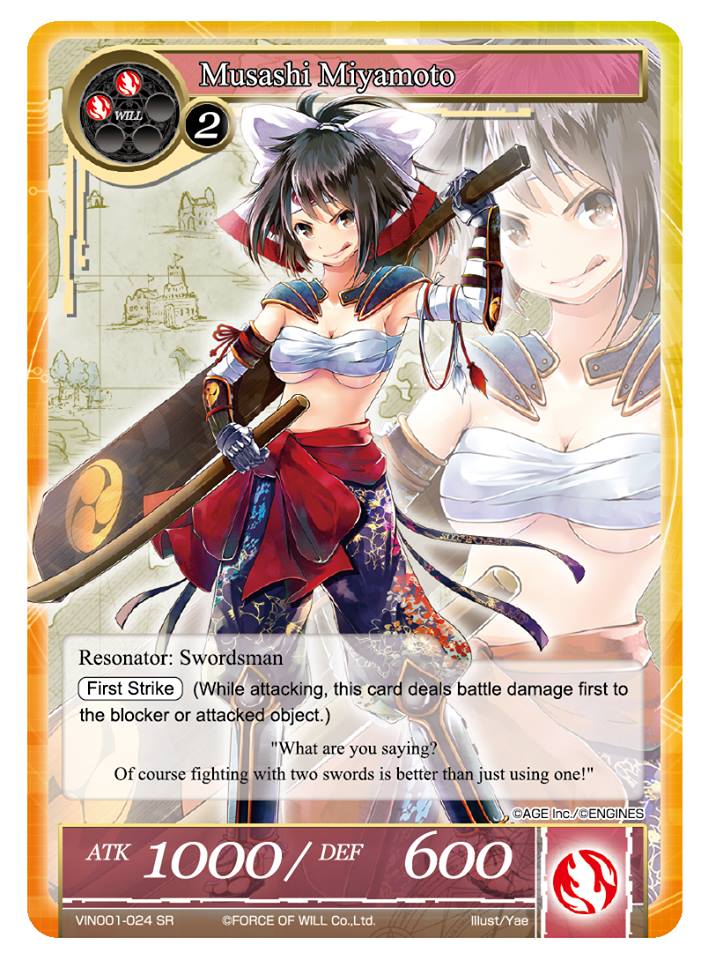 Musashi Miyamoto
WILL
2
Resonator: Swordsman
First Strike (While attacking, this card deals battle damage first to
the blocker or attacked object.)
"What are you saying?
Of course fighting with two swords is better than just using one!"
©AGE Inc./©ENGINES
ATK 1000/ DEF 600
VIN001-024 SR ©FORCE OF WILL Co.,Ltd. Illust/Yae